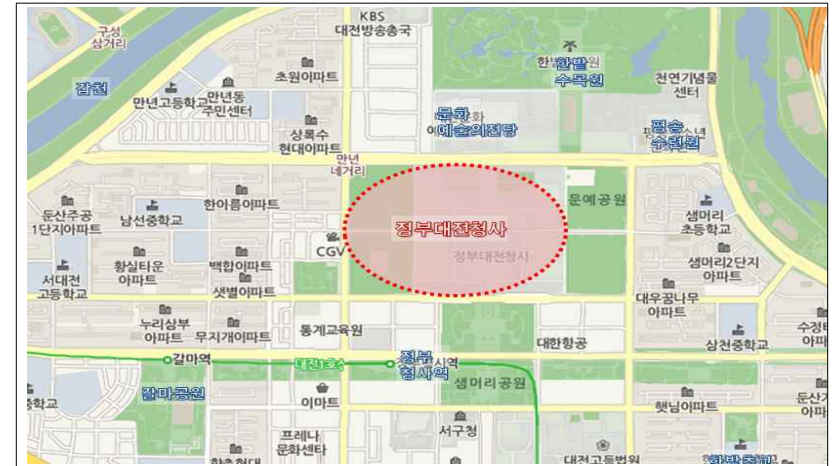 KBS
대전방송총국
구성
삼거리
갑천
초원아파트
한밭
수목원
천연기념물
센터
만년고등학교
만년동
주민센터
문화
예술의전당
평송
수련원
상록수
현대아파트
만년
네거리
둔산주공
1단지아파트
남선중학교
한아름아파트
문예공원
샘머리
초등학교
정부대전청사
정부대전청사
CGV
황실타운
아파트
백합아파트
샘머리2단지
아파트
서대전
고등학교
샛별아파트
대우꿈나무
아파트
누리삼부
아파트
무지개아파트
통계교육원
대한항공
삼천중학교
갈마역
대전1호선
정부
청사역
샘머리공원
갈마공원
이마트
햇님아파트
서구청
프레나
문화센터
대전고등법원